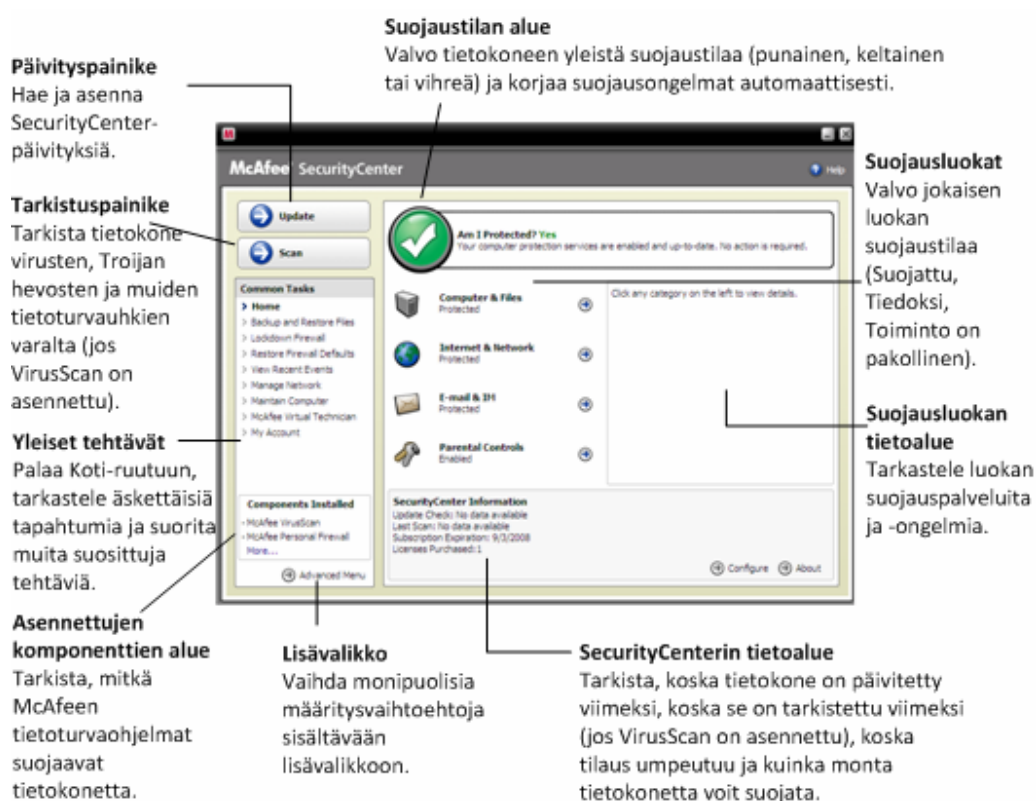 Suojaustilan alue
Valvo tietokoneen yleistä suojaustilaa (punainen, keltainen
tai vihreä) ja korjaa suojausongelmat automaattisesti.
Päivityspainike
Hae ja asenna
SecurityCenter-
päivityksiä.
Tarkistuspainike
Tarkista tietokone
virusten, Troijan
hevosten ja muiden
tietoturvauhkien
varalta (jos
VirusScan on
asennettu).
Yleiset tehtävät
Palaa Koti-ruutuun,
tarkastele äskettäisiä
tapahtumia ja suorita
muita suosittuja
tehtäviä.
Asennettujen
komponenttien alue
Tarkista, mitkä
McAfeen
tietoturvaohjelmat
suojaavat
tietokonetta.
M
McAfee SecurityCenter
Help
Update
Scan
Common Tasks
> Home
> Backup and Restore Files
> Lockdown Firewall
> Restore Firewall Defaults
> View Recent Events
> Manage Network
> Maintain Computer
> McAfee Virtual Technician
> My Account
Components Installed
- McAfee VirusScan
- McAfee Personal Firewall
More...
Advanced Menu
Am I Protected? Yes
Your computer protection services are enabled and up-to-date. No action is required.
Computer & Files
Protected
Internet & Network
Protected
E-mail & IM
Protected
Parental Controls
Enabled
Click any category on the left to view details.
SecurityCenter Information
Update Check: No data available
Last Scan: No data available
Subscription Expiration: 9/3/2008
Licenses Purchased: 1
Configure
About
Suojausluokat
Valvo jokaisen
luokan
suojaustilaa
(Suojattu,
Tiedoksi,
Toiminto on
pakollinen).
Suojausluokan
tietoalue
Tarkastele luokan
suojauspalveluita
ja -ongelmia.
Lisävalikko
Vaihda monipuolisia
määritysvaihtoehtoja
sisältävään
lisävalikkoon.
SecurityCenterin tietoalue
Tarkista, koska tietokone on päivitetty
viimeksi, koska se on tarkistettu viimeksi
(jos VirusScan on asennettu), koska
tilaus umpeutuu ja kuinka monta
tietokonetta voit suojata.